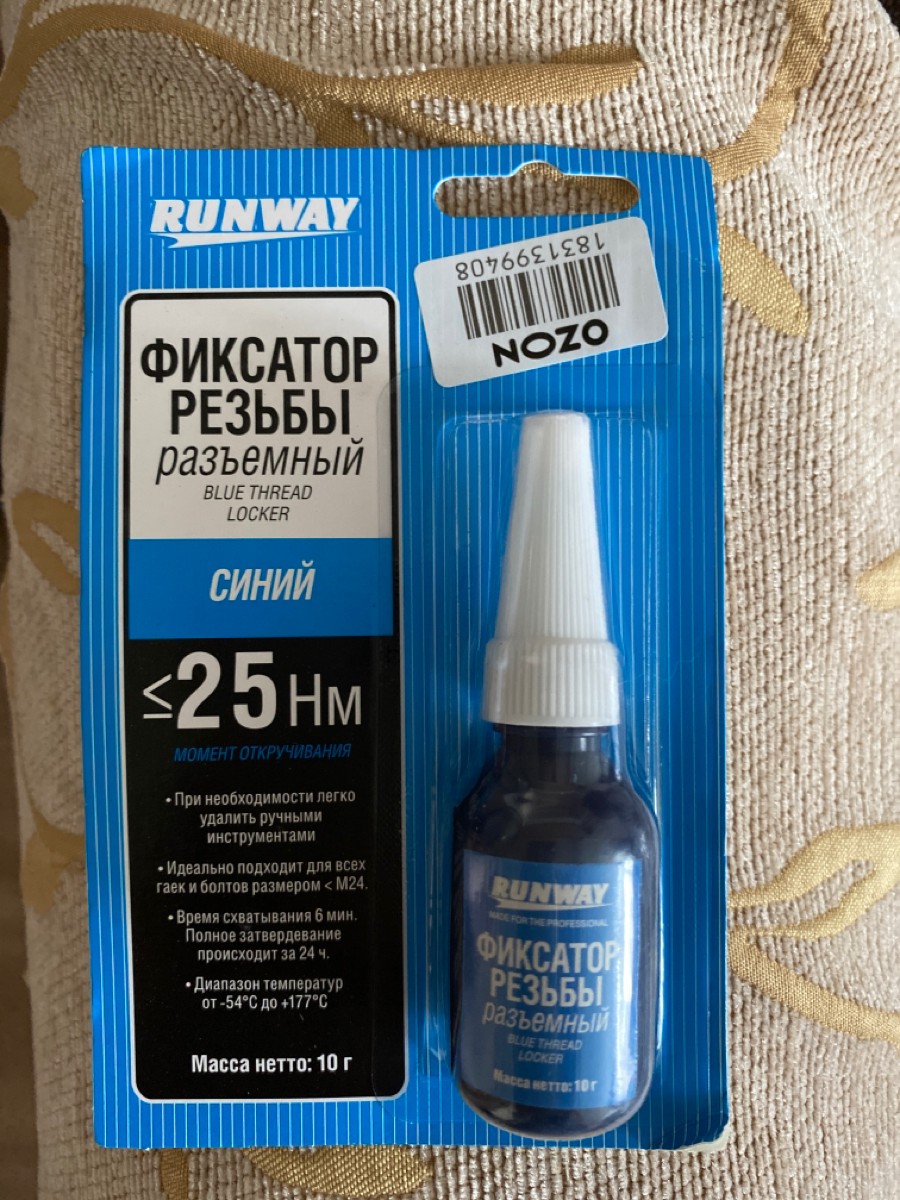 RUNWAY
1831399408
OZON
ФИКСАТОР
РЕЗЬБЫ
разъемный
BLUE THREAD
LOCKER
СИНИЙ
≤25 Нм
МОМЕНТ ОТКРУЧИВАНИЯ
• При необходимости легко
удалить ручными
инструментами
• Идеально подходит для всех
гаек и болтов размером < М24.
• Время схватывания 6 мин.
Полное затвердевание
происходит за 24 ч.
• Диапазон температур
от -54°C до +177°C
Масса нетто: 10 г
RUNWAY
MADE FOR THE PROFESSIONAL
ФИКСАТОР
РЕЗЬБЫ
разъемный
BLUE THREAD
LOCKER
Масса нетто: 10 г